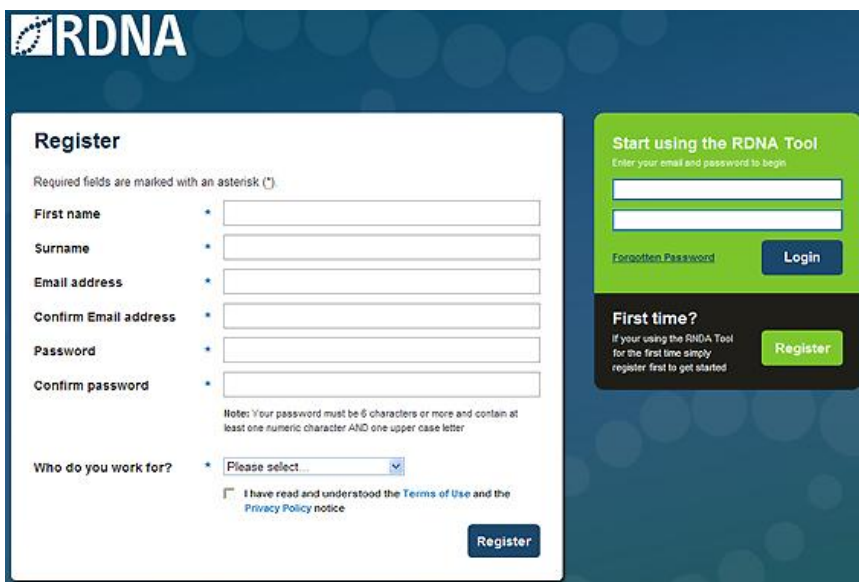 RDNA
Register
Required fields are marked with an asterisk (*).
First name *
Surname *
Email address *
Confirm Email address *
Password *
Confirm password *
Note: Your password must be 6 characters or more and contain at
least one numeric character AND one upper case letter
Who do you work for? * Please select...
I have read and understood the Terms of Use and the
Privacy Policy notice
Register
Start using the RDNA Tool
Enter your email and password to begin
Forgotten Password
Login
First time?
If your using the RNDA Tool
for the first time simply
register first to get started
Register